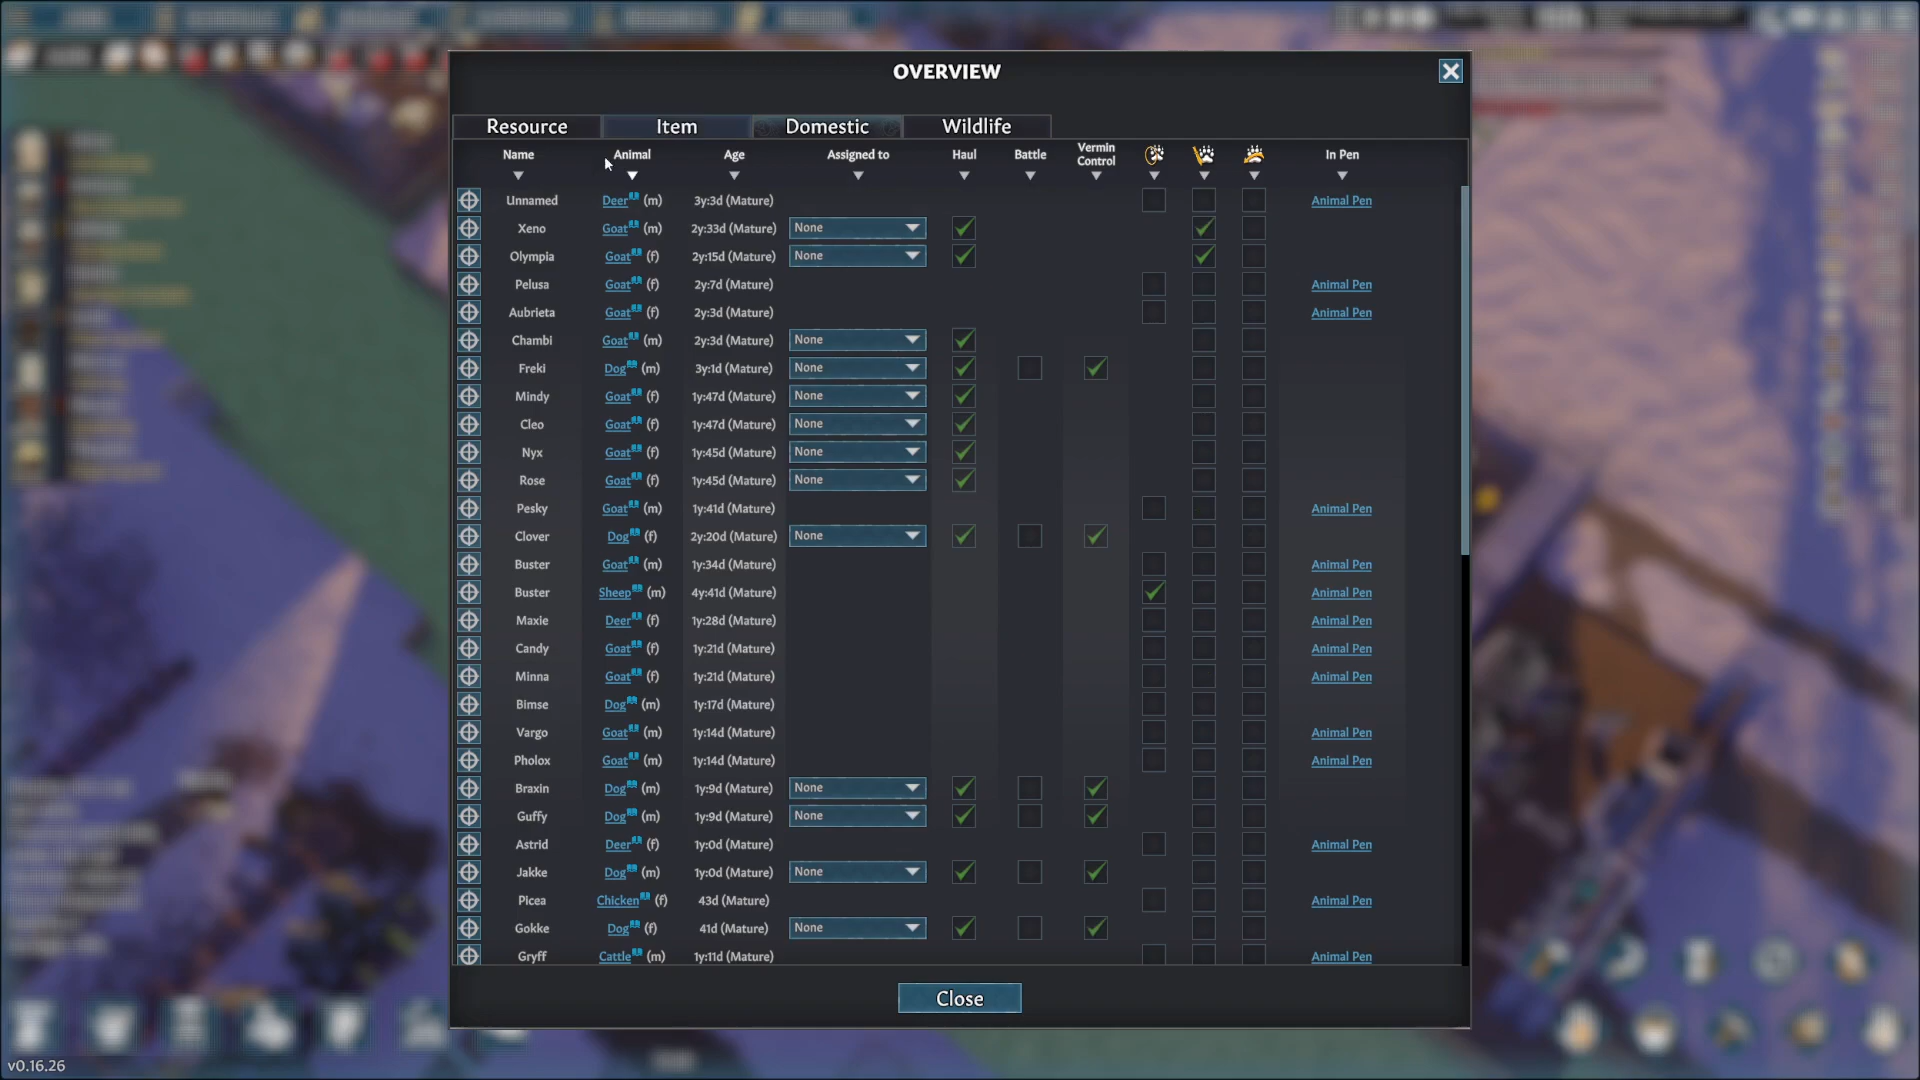 OVERVIEW
Resource Item Domestic Wildlife
Name Animal Age Assigned to Haul Battle Vermin Control In Pen
Unnamed Deer (m) 3y:3d (Mature) Animal Pen
Xeno Goat (m) 2y:33d (Mature) None
Olympia Goat (f) 2y:15d (Mature) None
Pelusa Goat (f) 2y:7d (Mature) Animal Pen
Aubrieta Goat (f) 2y:3d (Mature) Animal Pen
Chambi Goat (m) 2y:3d (Mature) None
Freki Dog (m) 3y:1d (Mature) None
Mindy Goat (f) 1y:47d (Mature) None
Cleo Goat (f) 1y:47d (Mature) None
Nyx Goat (f) 1y:45d (Mature) None
Rose Goat (f) 1y:45d (Mature) None
Pesky Goat (m) 1y:41d (Mature) Animal Pen
Clover Dog (f) 2y:20d (Mature) None
Buster Goat (m) 1y:34d (Mature) Animal Pen
Buster Sheep (m) 4y:41d (Mature) Animal Pen
Maxie Deer (f) 1y:28d (Mature) Animal Pen
Candy Goat (f) 1y:21d (Mature) Animal Pen
Minna Goat (f) 1y:21d (Mature) Animal Pen
Bimse Dog (m) 1y:17d (Mature)
Vargo Goat (m) 1y:14d (Mature) Animal Pen
Pholox Goat (m) 1y:14d (Mature) Animal Pen
Braxin Dog (m) 1y:9d (Mature) None
Guffy Dog (m) 1y:9d (Mature) None
Astrid Deer (f) 1y:0d (Mature) Animal Pen
Jakke Dog (m) 1y:0d (Mature) None
Picea Chicken (f) 43d (Mature) Animal Pen
Gokke Dog (f) 41d (Mature) None
Gryff Cattle (m) 1y:11d (Mature) Animal Pen
Close
v0.16.26